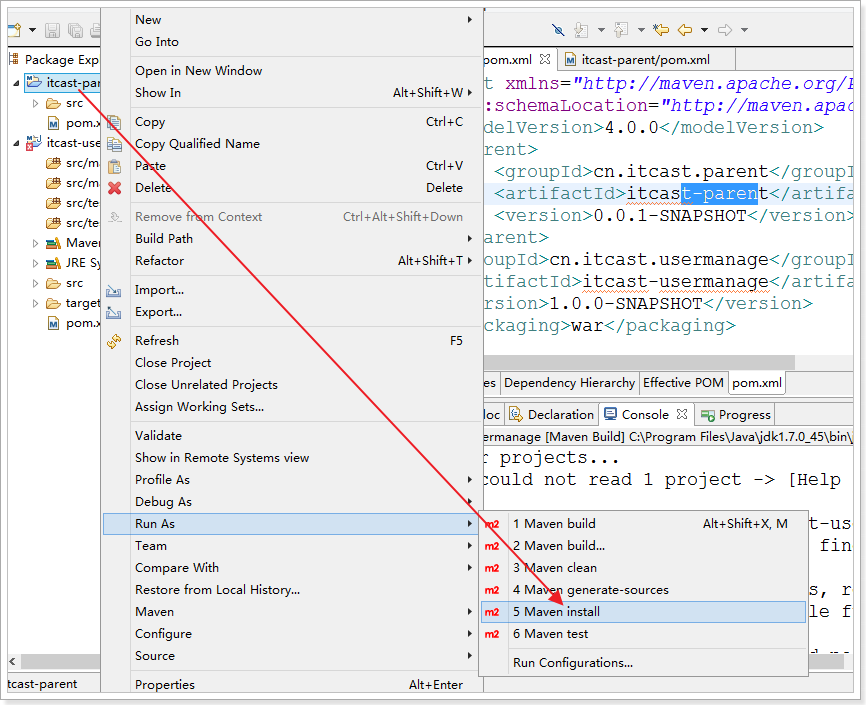 New
Go Into
Open in New Window
Show In Alt+Shift+W
Copy Ctrl+C
Copy Qualified Name
Paste Ctrl+V
Delete Delete
Remove from Context Ctrl+Alt+Shift+Down
Build Path
Refactor Alt+Shift+T
Import...
Export...
Refresh F5
Close Project
Close Unrelated Projects
Assign Working Sets...
Validate
Show in Remote Systems view
Profile As
Debug As
Run As
Team
Compare With
Restore from Local History...
Maven
Configure
Source
Properties Alt+Enter
Package Exp
itcast-par
src
pom.x
itcast-use
src/ma
src/m
src/te
src/te
Maven
JRE Sy
src
target
pom.x
tcast-parent
pom.xml
itcast-parent/pom.xml
t xmlns="http://maven.apache.org/P
:schemaLocation="http://maven.apac
delVersion>4.0.0</modelVersion>
rent>
<groupId>cn.itcast.parent</groupI
<artifactId>itcast-parent</artifa
<version>0.0.1-SNAPSHOT</version>
arent>
oupId>cn.itcast.usermanage</groupI
tifactId>itcast-usermanage</artifa
rsion>1.0.0-SNAPSHOT</version>
ckaging>war</packaging>
es Dependency Hierarchy Effective POM pom.xml
loc Declaration Console Progress
ermanage [Maven Build] C:\Program Files\Java\jdk1.7.0_45\bin\
r projects...
could not read 1 project -> [Help
t-us
fin
s, r
le f
m2 1 Maven build Alt+Shift+X, M
m2 2 Maven build...
m2 3 Maven clean
m2 4 Maven generate-sources
m2 5 Maven install
m2 6 Maven test
Run Configurations...